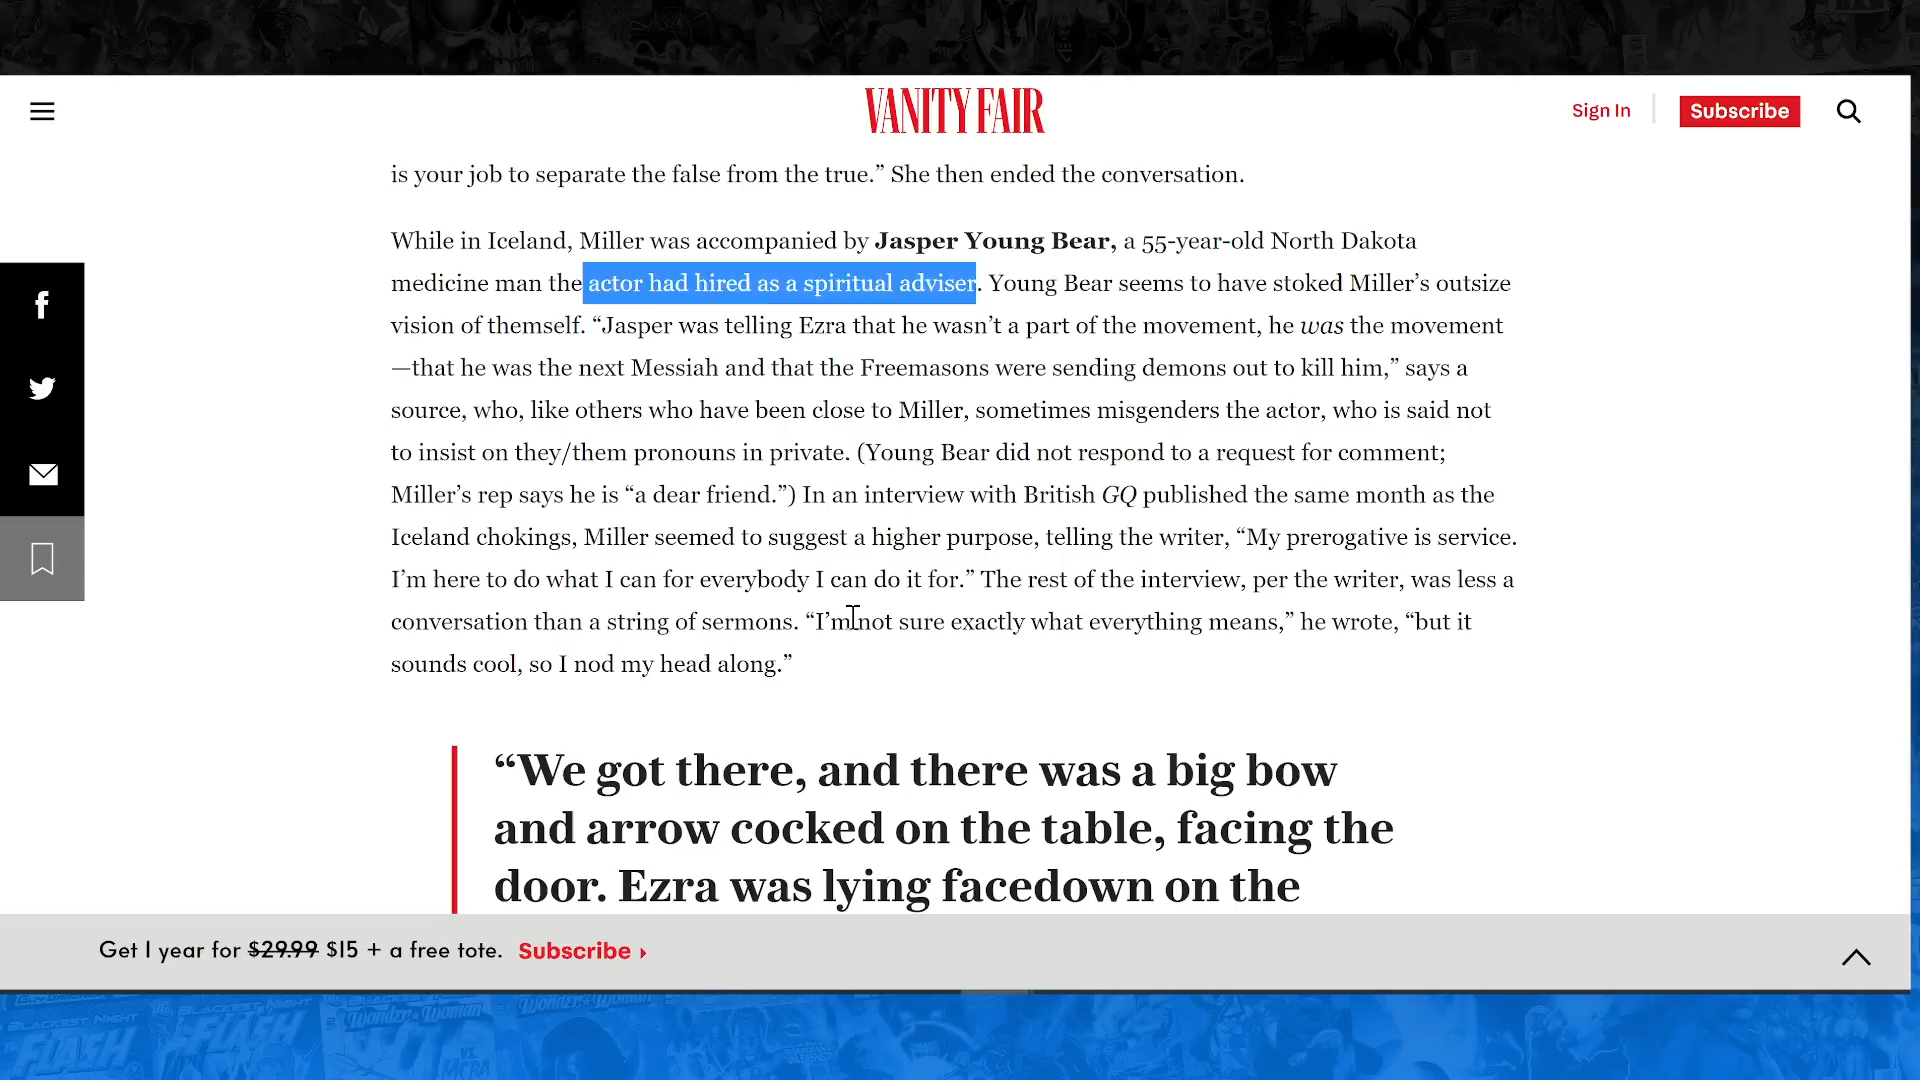 VANITY FAIR
Sign In
Subscribe
is your job to separate the false from the true.” She then ended the conversation.
While in Iceland, Miller was accompanied by Jasper Young Bear, a 55-year-old North Dakota
medicine man the actor had hired as a spiritual adviser. Young Bear seems to have stoked Miller’s outsize
vision of themself. “Jasper was telling Ezra that he wasn’t a part of the movement, he was the movement
—that he was the next Messiah and that the Freemasons were sending demons out to kill him,” says a
source, who, like others who have been close to Miller, sometimes misgenders the actor, who is said not
to insist on they/them pronouns in private. (Young Bear did not respond to a request for comment;
Miller’s rep says he is “a dear friend.”) In an interview with British GQ published the same month as the
Iceland chokings, Miller seemed to suggest a higher purpose, telling the writer, “My prerogative is service.
I’m here to do what I can for everybody I can do it for.” The rest of the interview, per the writer, was less a
conversation than a string of sermons. “I’m not sure exactly what everything means,” he wrote, “but it
sounds cool, so I nod my head along.”
“We got there, and there was a big bow
and arrow cocked on the table, facing the
door. Ezra was lying facedown on the
Get 1 year for $29.99 $15 + a free tote. Subscribe
BLACKEST NIGHT
FLASH
BLACKEST NIGHT
FLASH
Wonder Woman
Wonder Woman